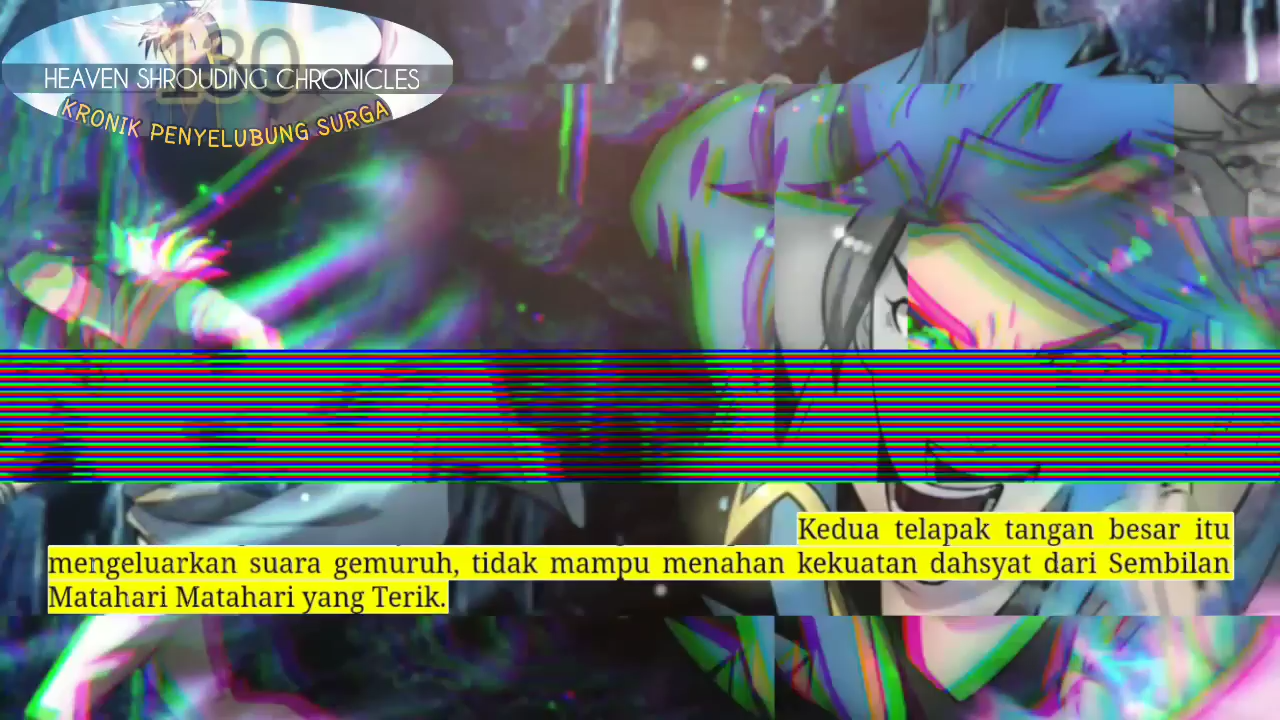 130
HEAVEN SHROUDING CHRONICLES
KRONIK PENYELUBUNG SURGA
Kedua telapak tangan besar itu
mengeluarkan suara gemuruh, tidak mampu menahan kekuatan dahsyat dari Sembilan
Matahari Matahari yang Terik.